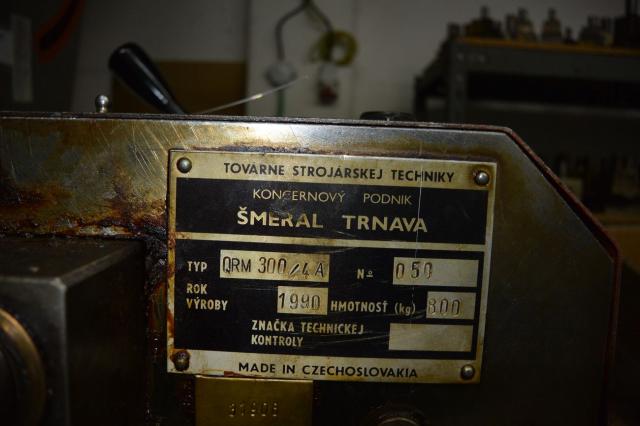 TOVÁRNE STROJÁRSKEJ TECHNIKY
KONCERNOVÝ PODNIK
ŠMERAL TRNAVA
TYP QRM 300/4A Nº 050
ROK VÝROBY 1990 HMOTNOSŤ (kg) 800
ZNAČKA TECHNICKEJ
KONTROLY
MADE IN CZECHOSLOVAKIA